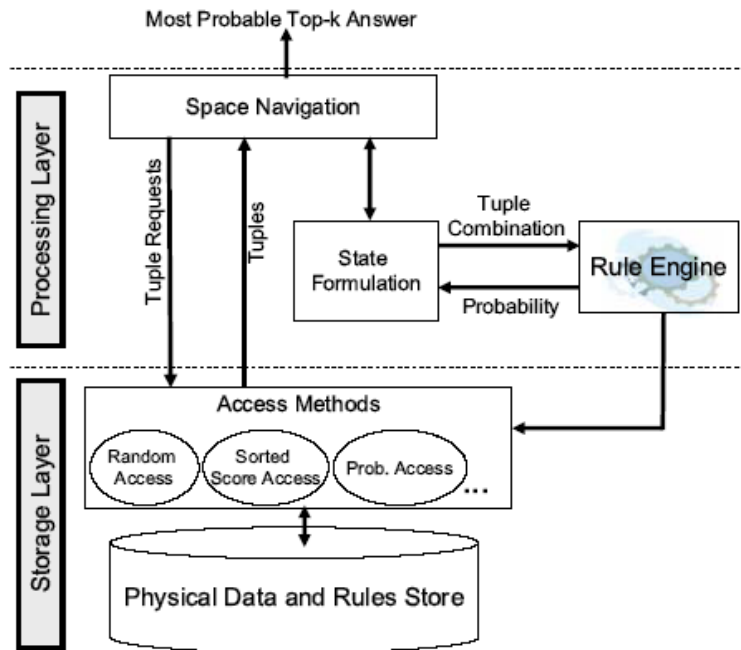 Most Probable Top-k Answer
Processing Layer
Space Navigation
Tuple Requests
Tuples
State
Formulation
Tuple
Combination
Probability
Rule Engine
Storage Layer
Access Methods
Random
Access
Sorted
Score Access
Prob. Access
...
Physical Data and Rules Store